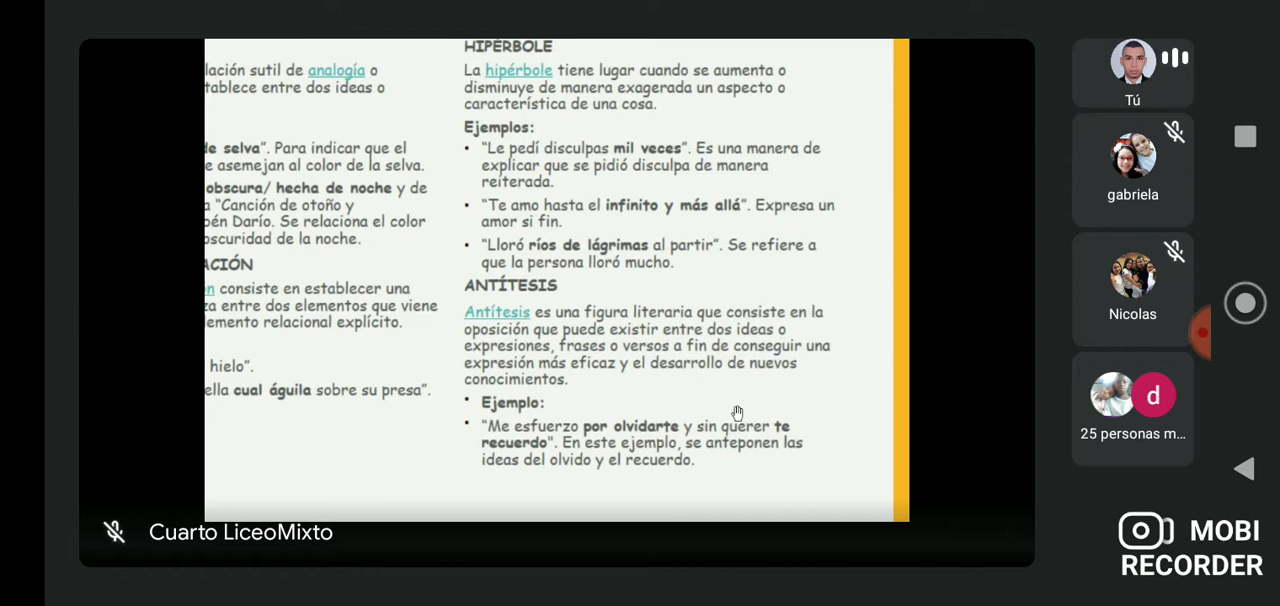 lación sutil de analogía o
tablece entre dos ideas o
de selva". Para indicar que el
e asemejan al color de la selva.
obscura/ hecha de noche y de
a "Canción de otoño y
bén Darío. Se relaciona el color
oscuridad de la noche.
ACIÓN
n consiste en establecer una
za entre dos elementos que viene
lemento relacional explícito.
hielo".
ella cual águila sobre su presa".
HIPÉRBOLE
La hipérbole tiene lugar cuando se aumenta o
disminuye de manera exagerada un aspecto o
característica de una cosa.
Ejemplos:
• "Le pedí disculpas mil veces". Es una manera de
explicar que se pidió disculpa de manera
reiterada.
• "Te amo hasta el infinito y más allá". Expresa un
amor si fin.
• "Lloró ríos de lágrimas al partir". Se refiere a
que la persona lloró mucho.
ANTÍTESIS
Antítesis es una figura literaria que consiste en la
oposición que puede existir entre dos ideas o
expresiones, frases o versos a fin de conseguir una
expresión más eficaz y el desarrollo de nuevos
conocimientos.
• Ejemplo:
• "Me esfuerzo por olvidarte y sin querer te
recuerdo". En este ejemplo, se anteponen las
ideas del olvido y el recuerdo.
Cuarto LiceoMixto
Tú
gabriela
Nicolas
d
25 personas m...
MOBI
RECORDER